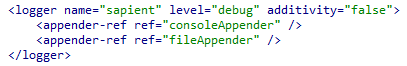 <logger name="sapient" level="debug" additivity="false">
    <appender-ref ref="consoleAppender" />
    <appender-ref ref="fileAppender" />
</logger>